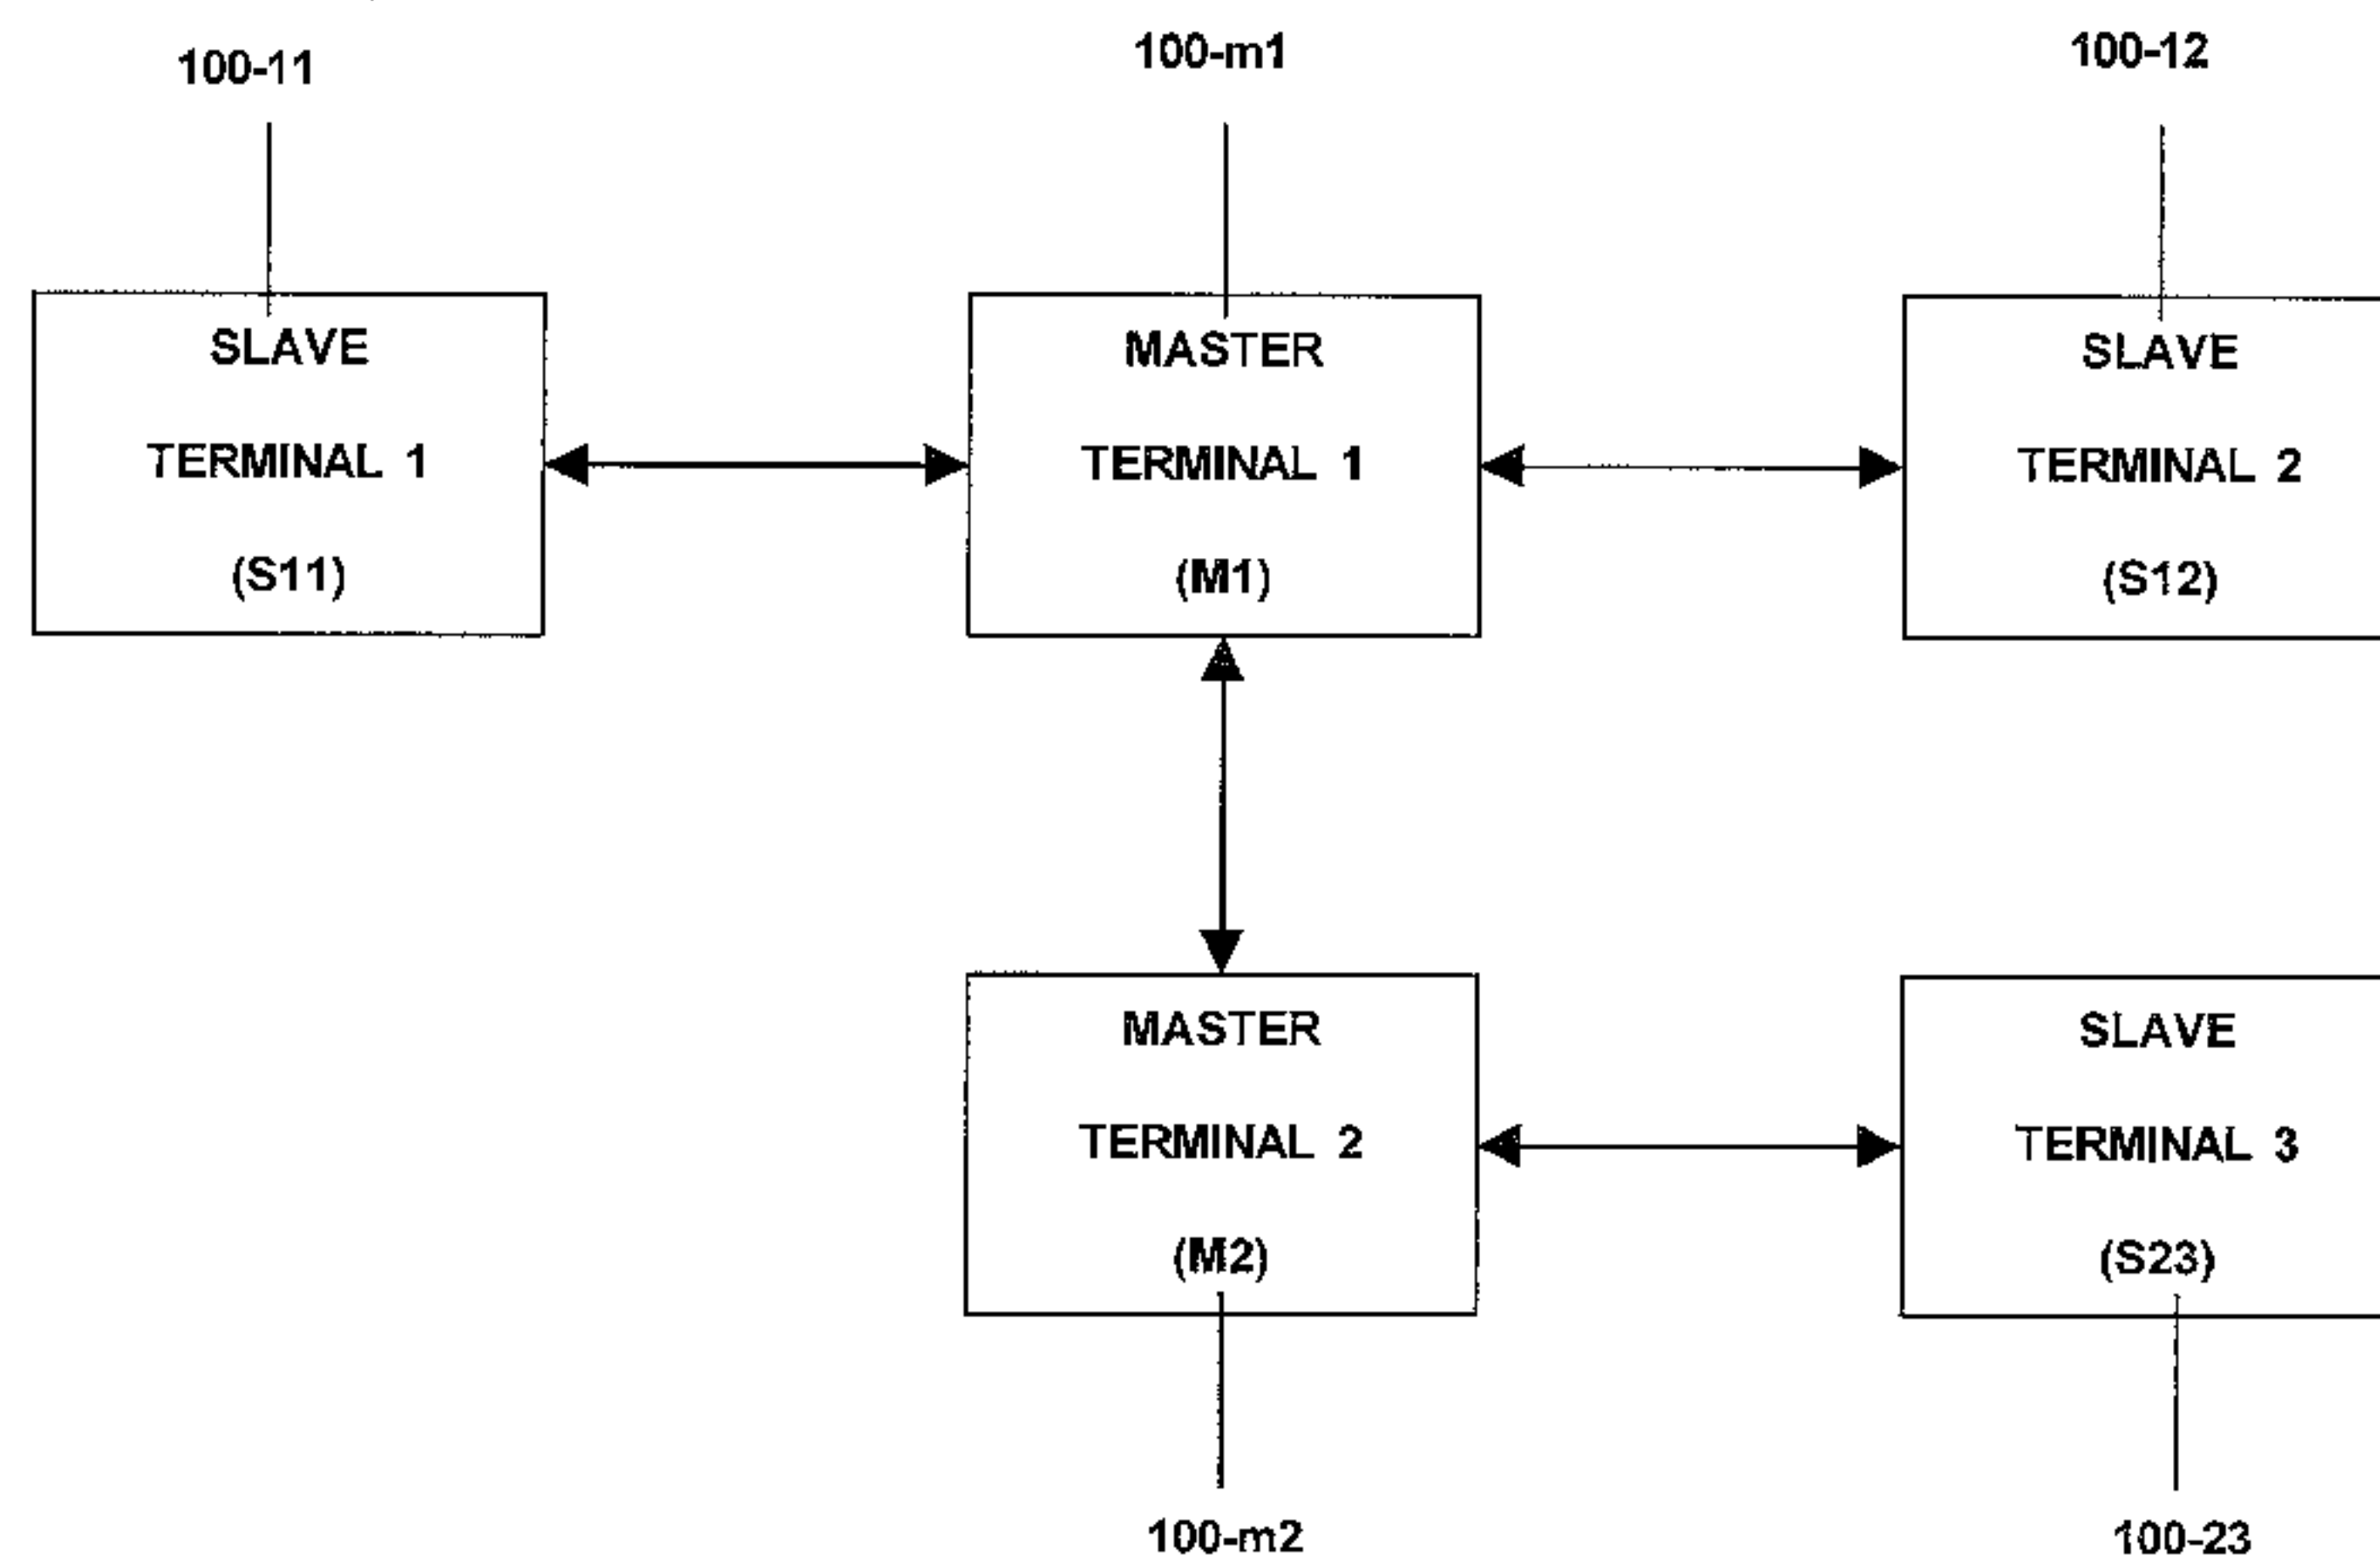 100-11
100-m1
100-12
SLAVE
TERMINAL 1
(S11)
MASTER
TERMINAL 1
(M1)
SLAVE
TERMINAL 2
(S12)
MASTER
TERMINAL 2
(M2)
SLAVE
TERMINAL 3
(S23)
100-m2
100-23